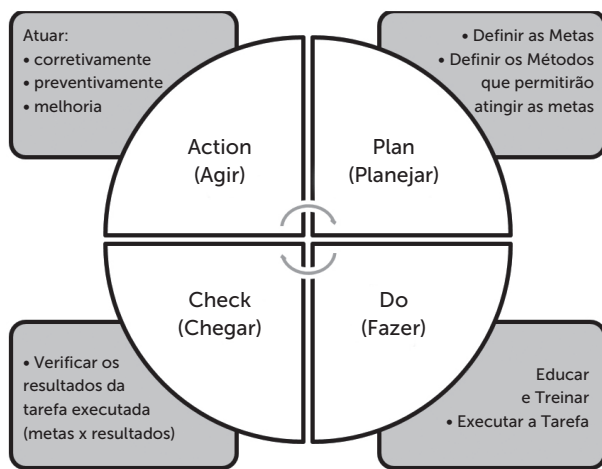 Atuar:
• corretivamente
• preventivamente
• melhoria
• Definir as Metas
• Definir os Métodos
que permitirão
atingir as metas
Action
(Agir)
Plan
(Planejar)
Check
(Chegar)
Do
(Fazer)
• Verificar os
resultados da
tarefa executada
(metas x resultados)
Educar
e Treinar
• Executar a Tarefa